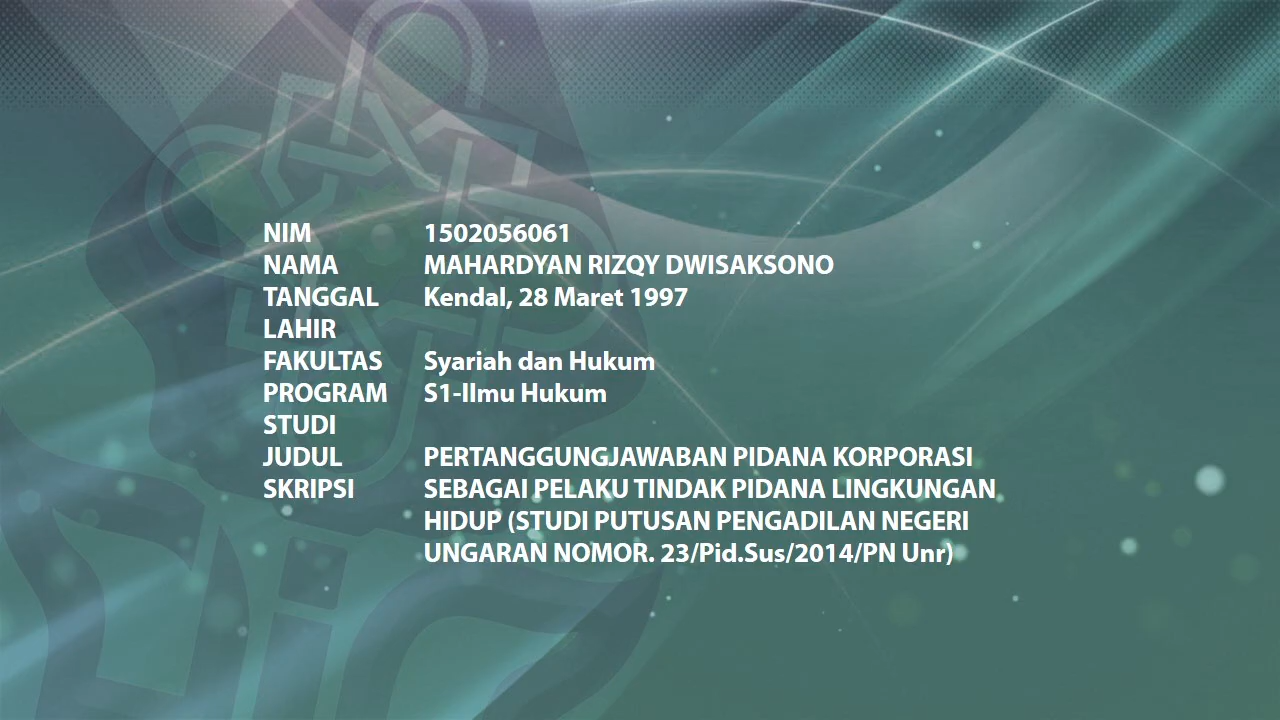 NIM 1502056061
NAMA MAHARDYAN RIZQY DWISAKSONO
TANGGAL Kendal, 28 Maret 1997
LAHIR
FAKULTAS Syariah dan Hukum
PROGRAM S1-Ilmu Hukum
STUDI
JUDUL PERTANGGUNGJAWABAN PIDANA KORPORASI
SKRIPSI SEBAGAI PELAKU TINDAK PIDANA LINGKUNGAN
HIDUP (STUDI PUTUSAN PENGADILAN NEGERI
UNGARAN NOMOR. 23/Pid.Sus/2014/PN Unr)